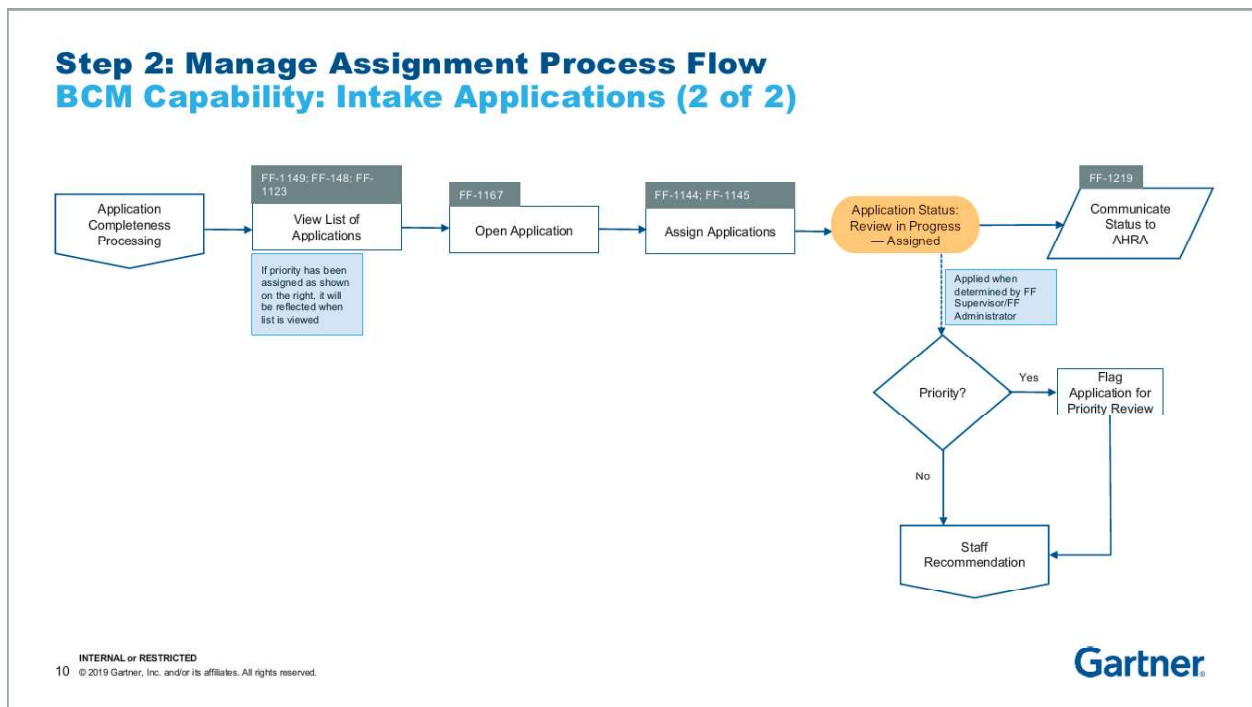 Step 2: Manage Assignment Process Flow
BCM Capability: Intake Applications (2 of 2)
Application
Completeness
Processing
FF-1149; FF-148: FF-
1123
View List of
Applications
If priority has been
assigned as shown
on the right, it will
be reflected when
list is viewed
FF-1167
Open Application
FF-1144; FF-1145
Assign Applications
Application Status:
Review in Progress
— Assigned
FF-1219
Communicate
Status to
AHRA
Applied when
determined by FF
Supervisor/FF
Administrator
Priority?
Yes
Flag
Application for
Priority Review
No
Staff
Recommendation
INTERNAL or RESTRICTED
10 © 2019 Gartner, Inc. and/or its affiliates. All rights reserved.
Gartner®